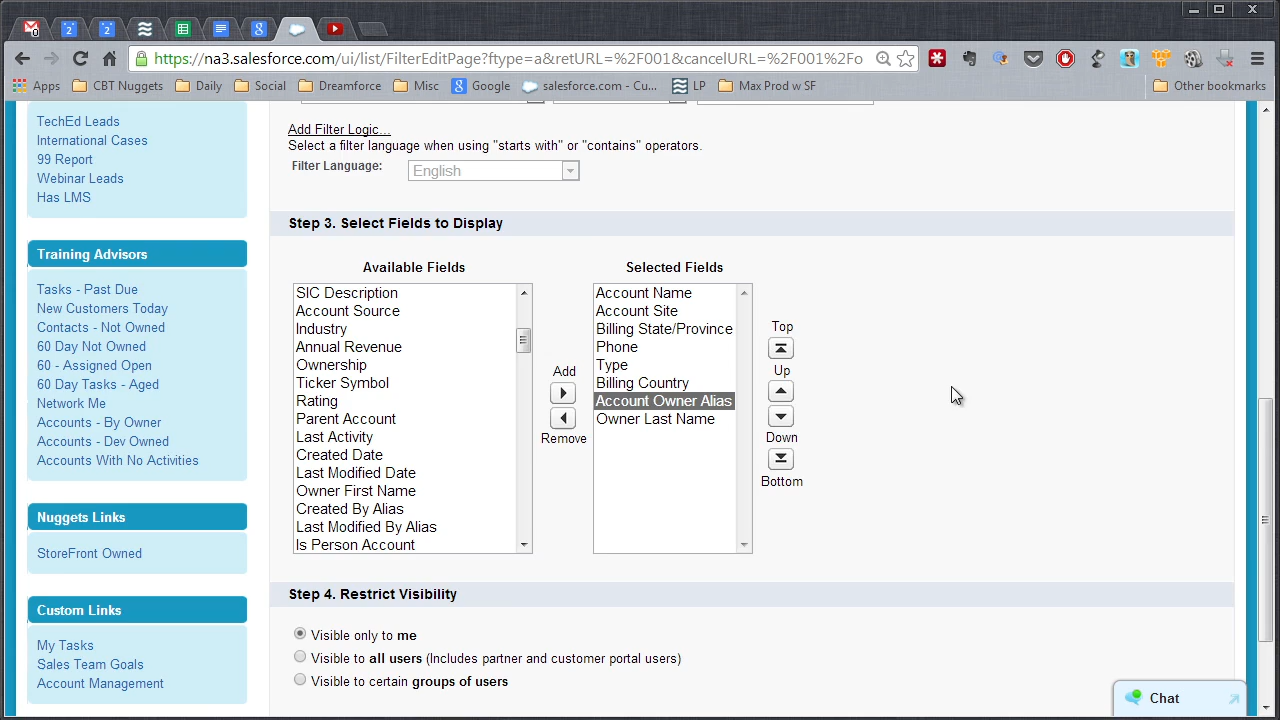 0
2
2
8
https://na3.salesforce.com/ui/list/FilterEditPage?ftype=a&retURL=%2F001&cancelURL=%2F001%2Fo
Apps
CBT Nuggets
Daily
Social
Dreamforce
Misc
8
Google
salesforce.com - Cu...
LP
Max Prod w SF
Other bookmarks
TechEd Leads
International Cases
99 Report
Webinar Leads
Has LMS
Training Advisors
Tasks - Past Due
New Customers Today
Contacts - Not Owned
60 Day Not Owned
60 - Assigned Open
60 Day Tasks - Aged
Network Me
Accounts - By Owner
Accounts - Dev Owned
Accounts With No Activities
Nuggets Links
StoreFront Owned
Custom Links
My Tasks
Sales Team Goals
Account Management
Add Filter Logic...
Select a filter language when using "starts with" or "contains" operators.
Filter Language:
English
Step 3. Select Fields to Display
Available Fields
SIC Description
Account Source
Industry
Annual Revenue
Ownership
Ticker Symbol
Rating
Parent Account
Last Activity
Created Date
Last Modified Date
Owner First Name
Created By Alias
Last Modified By Alias
Is Person Account
Add
Remove
Selected Fields
Account Name
Account Site
Billing State/Province
Phone
Type
Billing Country
Account Owner Alias
Owner Last Name
Top
Up
Down
Bottom
Step 4. Restrict Visibility
Visible only to me
Visible to all users (Includes partner and customer portal users)
Visible to certain groups of users
Chat